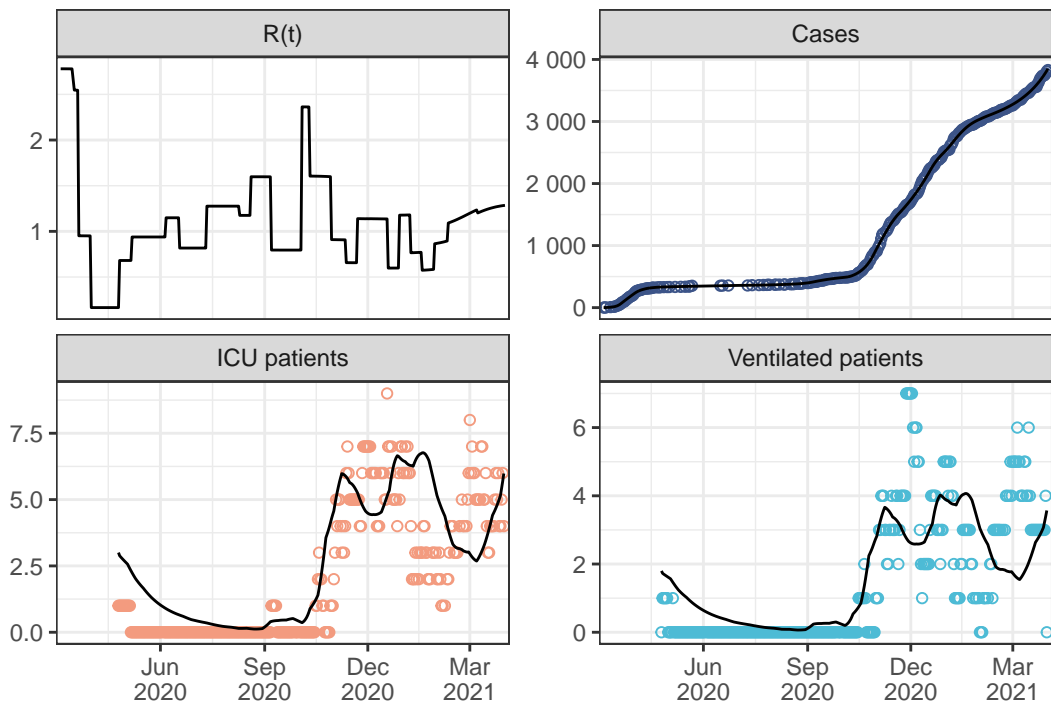 R(t)
Cases
2
1
4 000
3 000
2 000
1 000
0
ICU patients
Ventilated patients
7.5
5.0
2.5
0.0
6
4
2
0
Jun Sep Dec Mar
2020 2020 2020 2021
Jun Sep Dec Mar
2020 2020 2020 2021